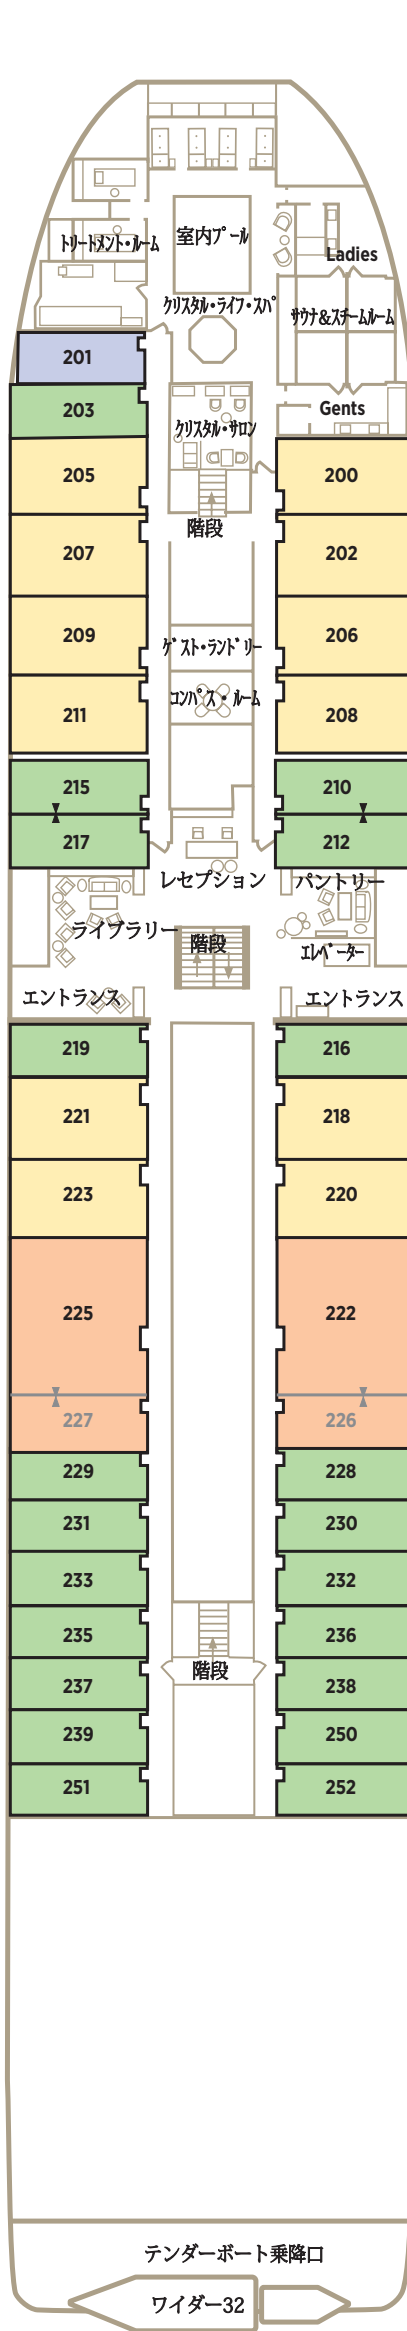 室内プール
トリートメント・ルーム
Ladies
クリスタル・ライフ・スパ
サウナ&スチームルーム
201
203
Gents
クリスタル・サロン
205
200
階段
207
202
209
206
ゲスト・ランドリー
コンパス・ルーム
211
208
215
210
217
212
レセプション
パントリー
ライブラリー
階段
エレベーター
エントランス
エントランス
219
216
221
218
223
220
225
222
227
226
229
228
231
230
233
232
235
236
階段
237
238
239
250
251
252
テンダーボート乗降口
ワイダー32